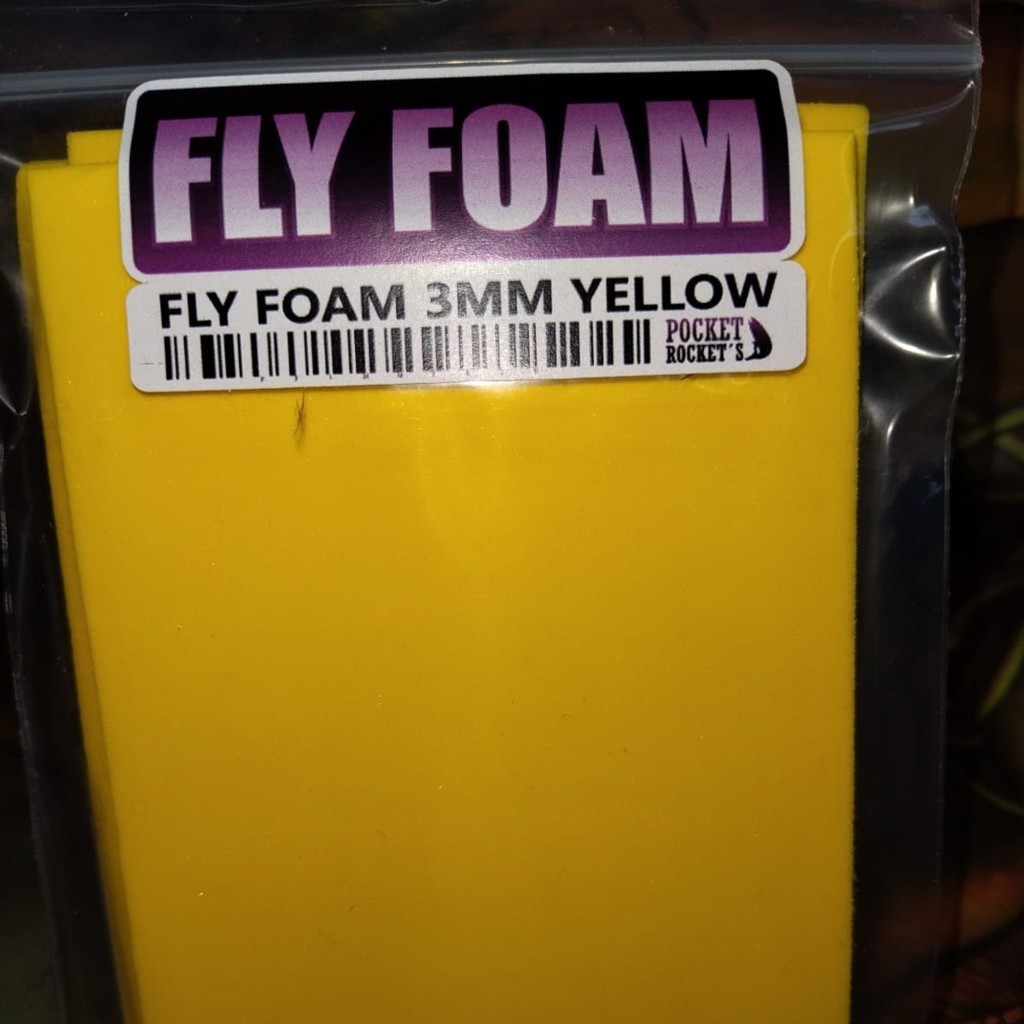 FLY FOAM
FLY FOAM 3MM YELLOW
POCKET
ROCKET'S